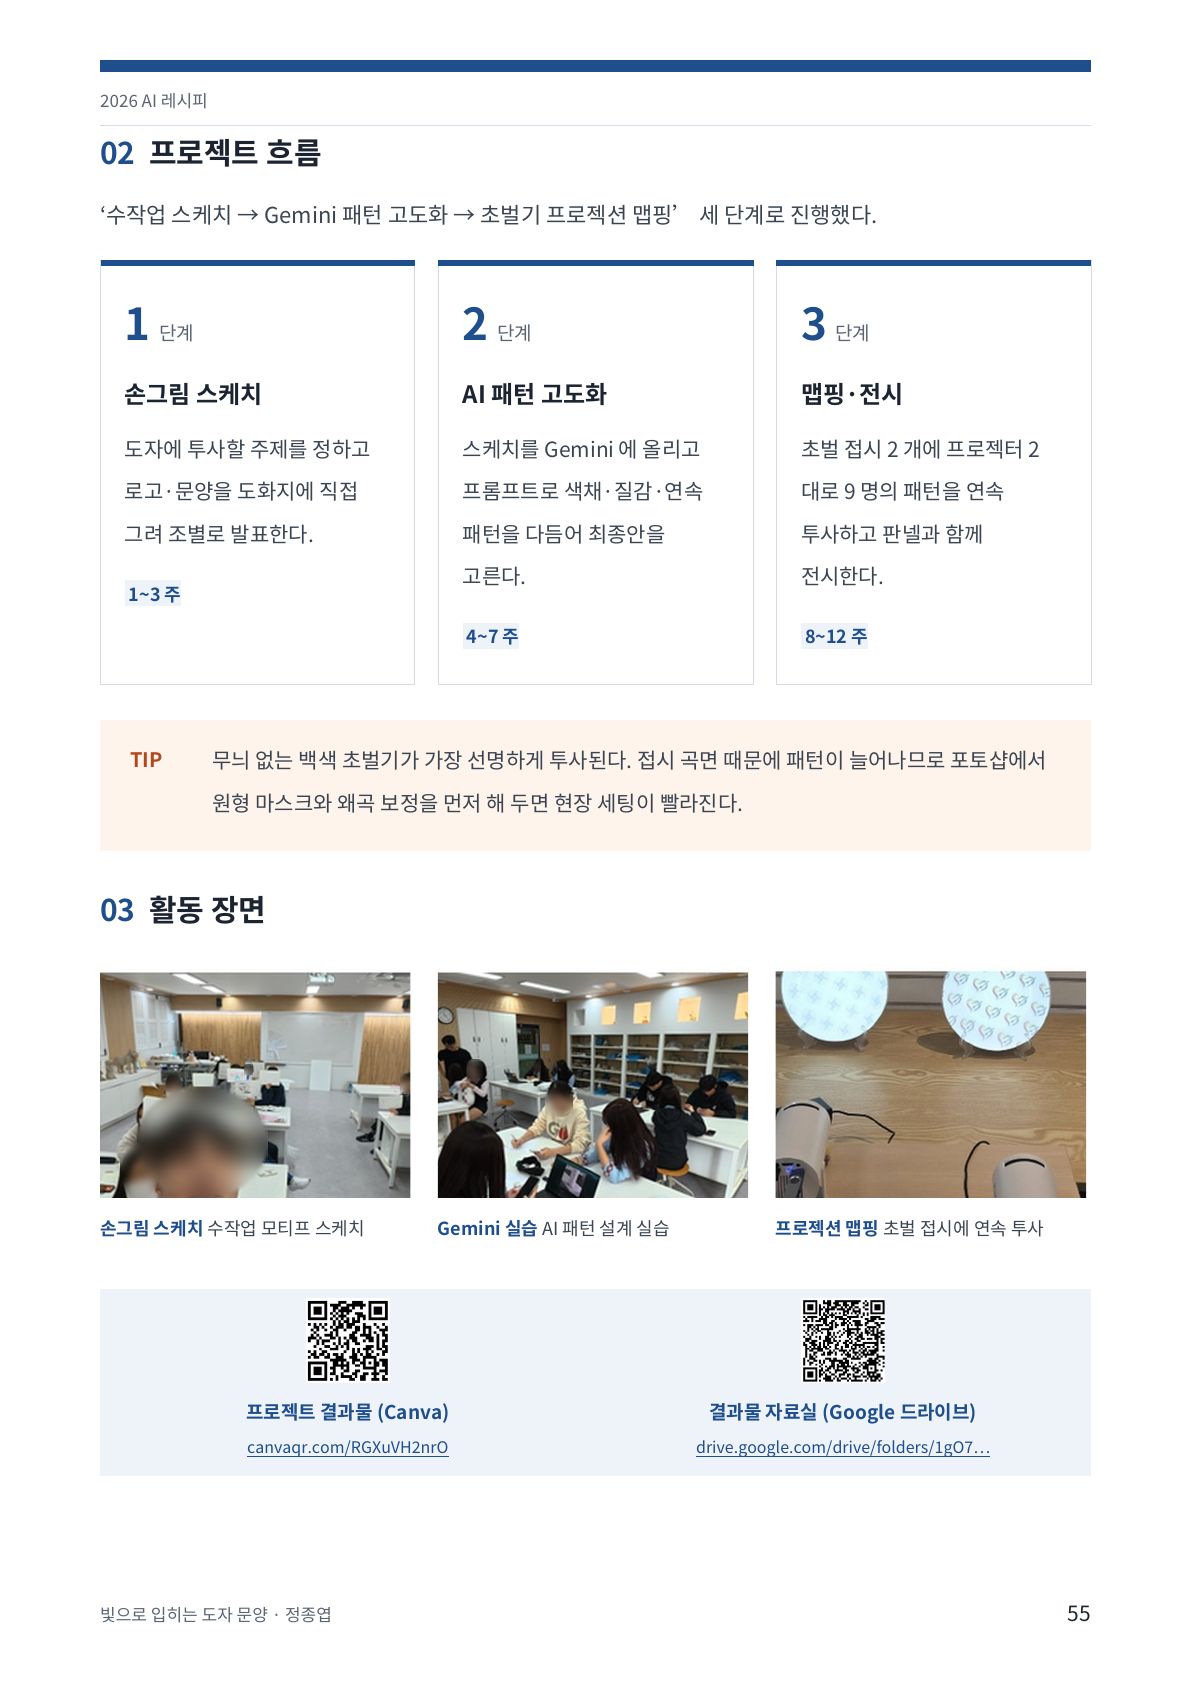 2026 AI 레시피
02 프로젝트 흐름
‘수작업 스케치 → Gemini 패턴 고도화 → 초벌기 프로젝션 맵핑’ 세 단계로 진행했다.
1 단계
손그림 스케치
도자에 투사할 주제를 정하고
로고·문양을 도화지에 직접
그려 조별로 발표한다.
1~3 주
2 단계
AI 패턴 고도화
스케치를 Gemini 에 올리고
프롬프트로 색채·질감·연속
패턴을 다듬어 최종안을
고른다.
4~7 주
3 단계
맵핑·전시
초벌 접시 2 개에 프로젝터 2
대로 9 명의 패턴을 연속
투사하고 판넬과 함께
전시한다.
8~12 주
TIP
무늬 없는 백색 초벌기가 가장 선명하게 투사된다. 접시 곡면 때문에 패턴이 늘어나므로 포토샵에서
원형 마스크와 왜곡 보정을 먼저 해 두면 현장 세팅이 빨라진다.
03 활동 장면
손그림 스케치 수작업 모티프 스케치
Gemini 실습 AI 패턴 설계 실습
프로젝션 맵핑 초벌 접시에 연속 투사
프로젝트 결과물 (Canva)
canvaqr.com/RGXuVH2nrO
결과물 자료실 (Google 드라이브)
drive.google.com/drive/folders/1gO7…
빛으로 입히는 도자 문양 · 정종엽
55